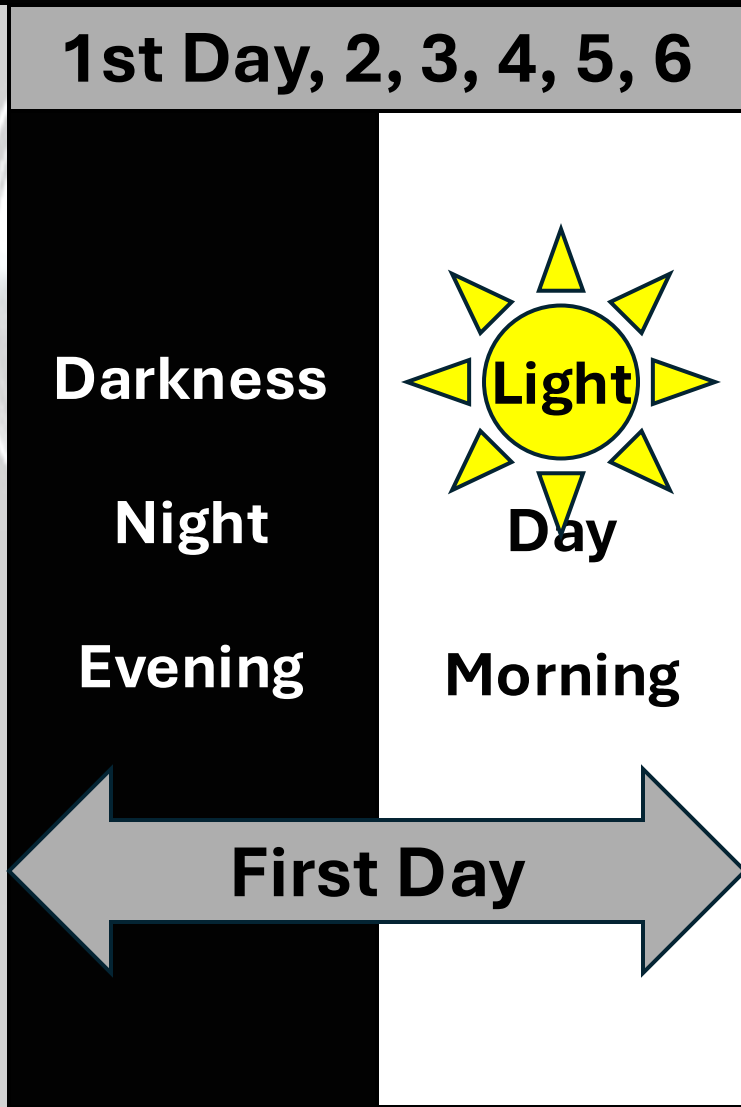 1st Day, 2, 3, 4, 5, 6
Darkness
Light
Night
Day
Evening
Morning
First Day